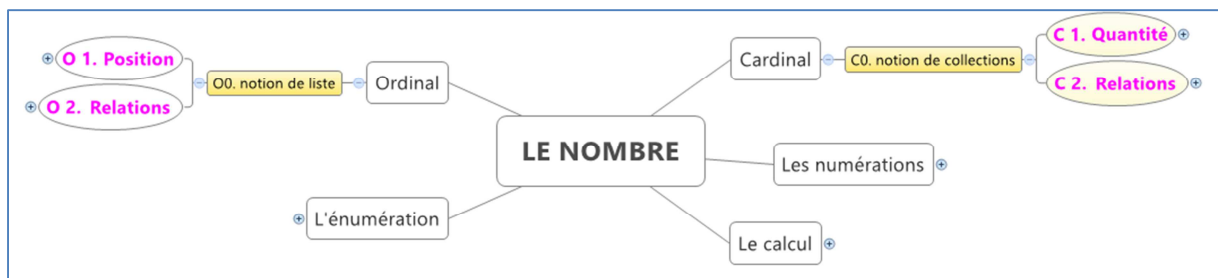 O 1. Position
O 2. Relations
O0. notion de liste
Ordinal
L'énumération
LE NOMBRE
Cardinal
C0. notion de collections
C 1. Quantité
C 2. Relations
Les numérations
Le calcul